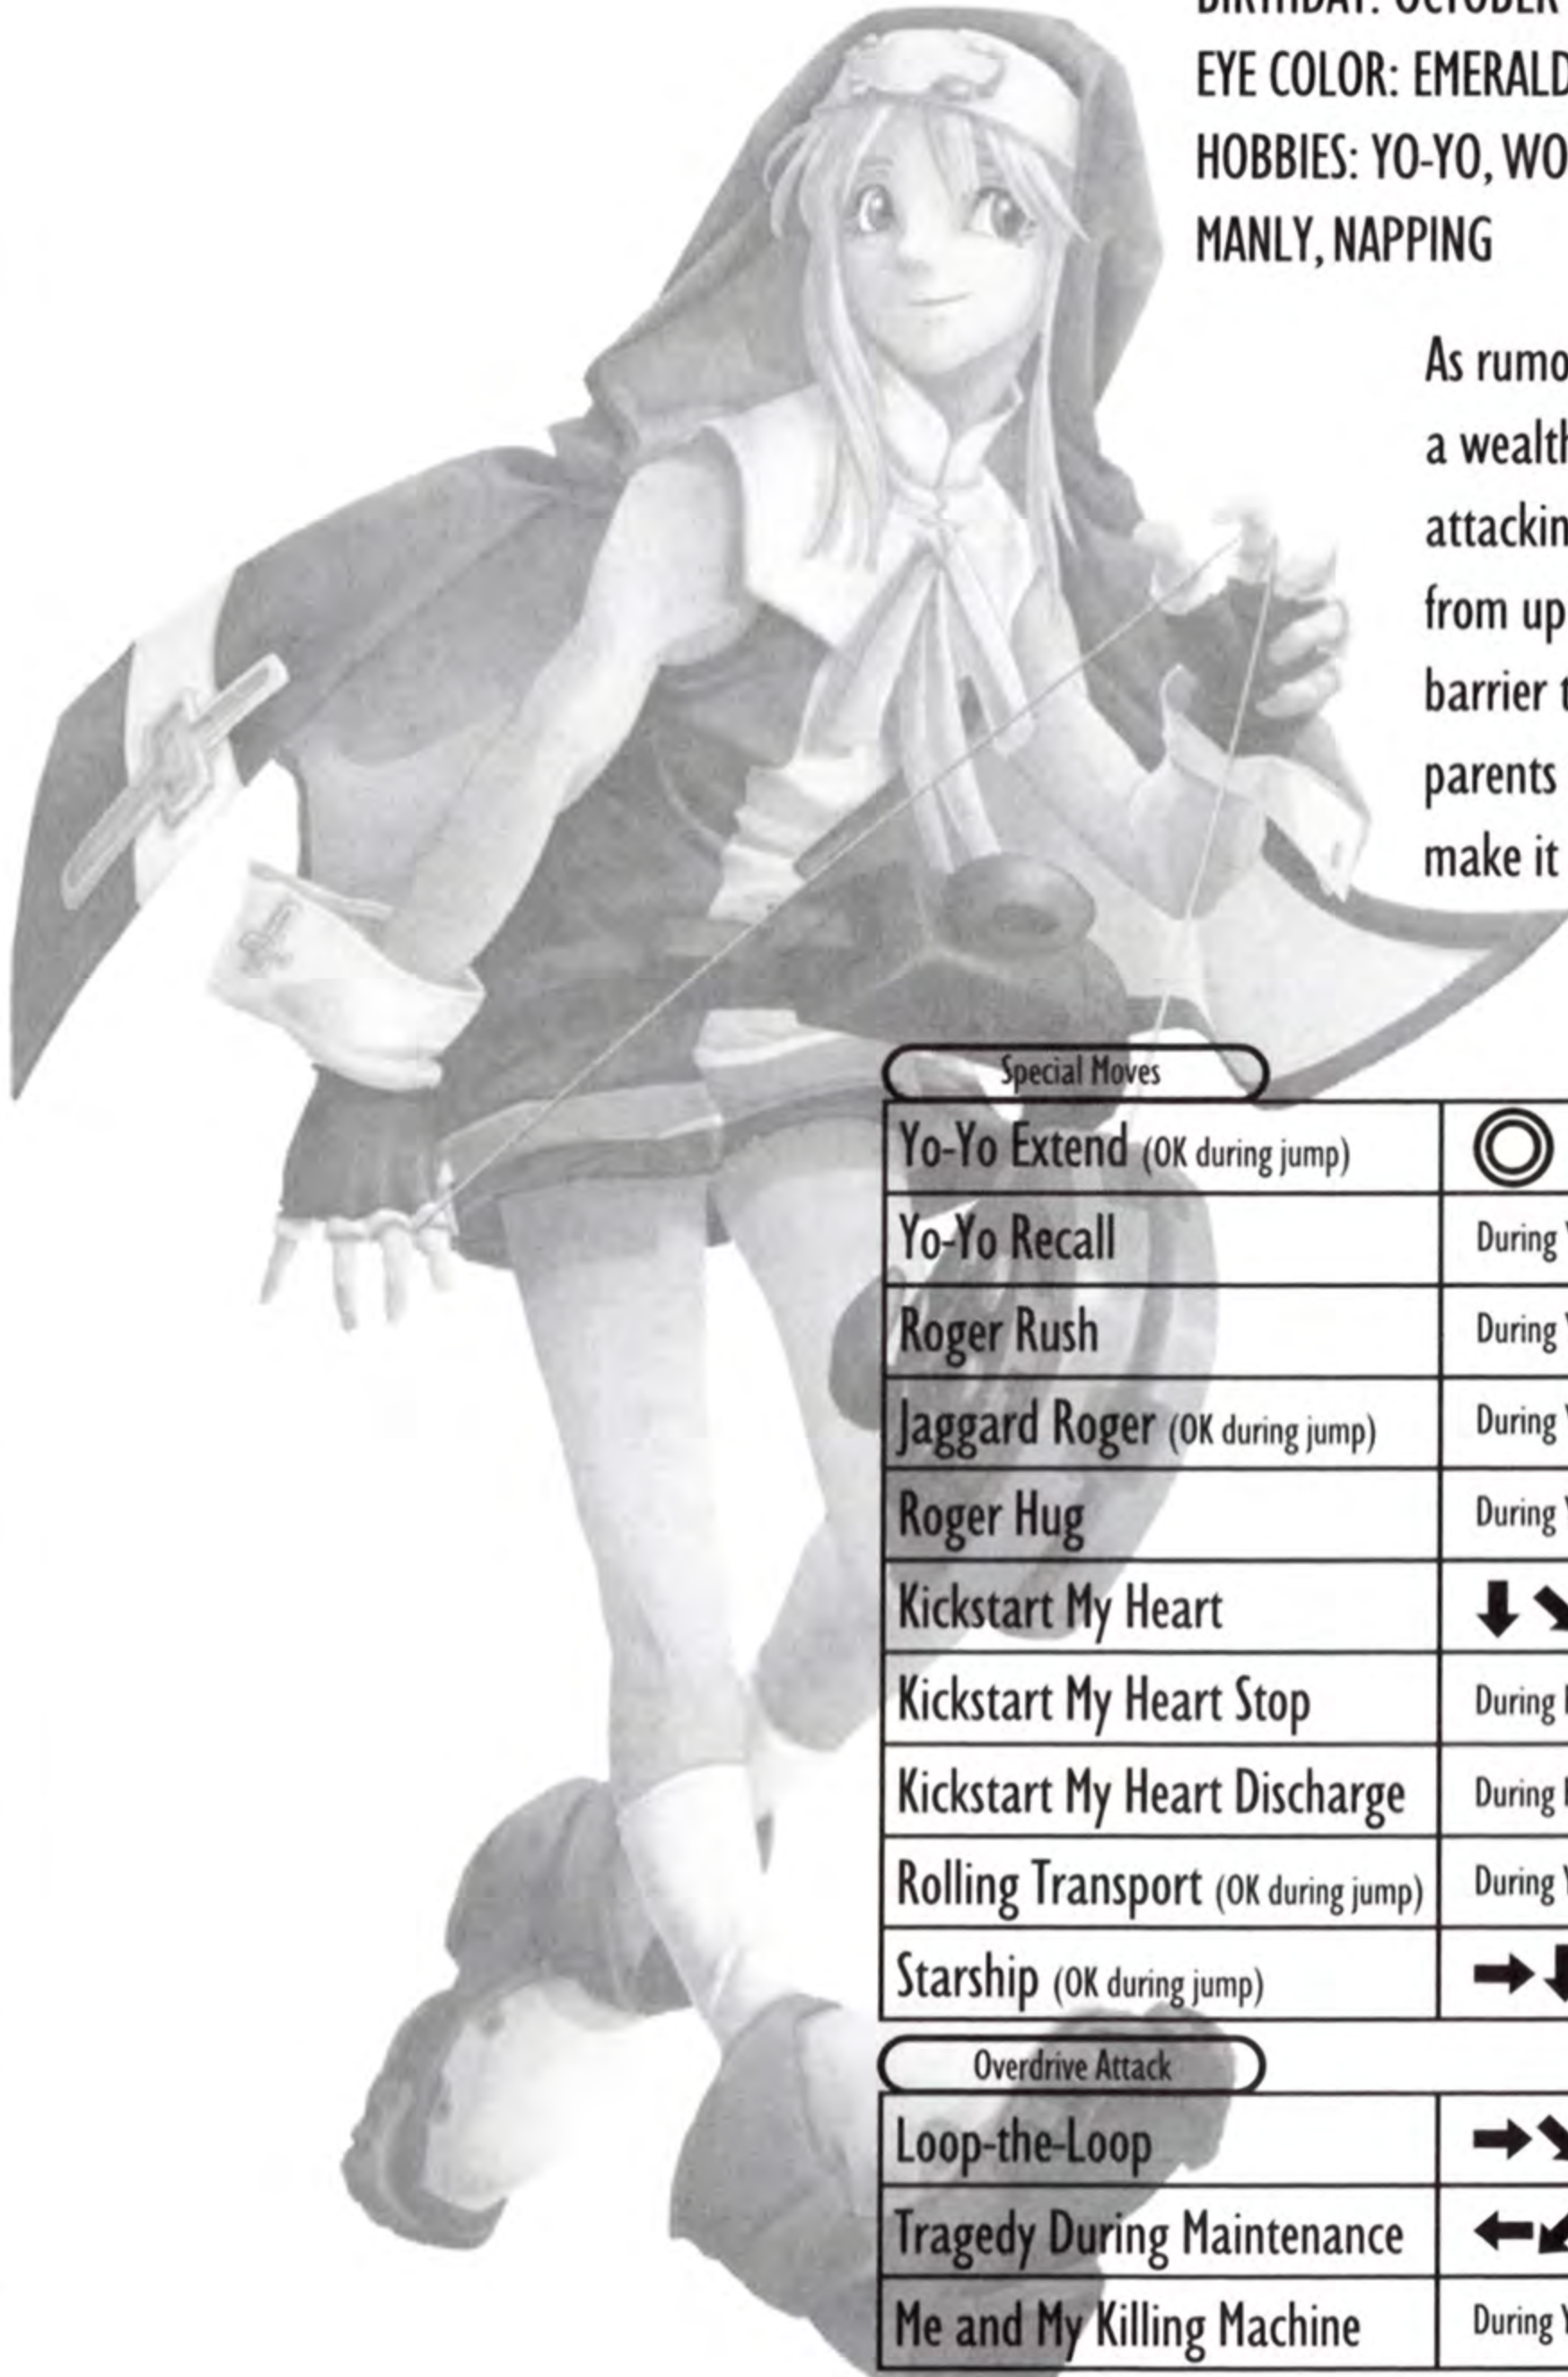 BIRTHDAY: OCTOBER
EYE COLOR: EMERALD
HOBBIES: YO-YO,
MANLY, NAPPING
As
a
attacking
from up
barrier
parents
make it
Special Moves
Yo-Yo Extend (OK during jump)
Yo-Yo Recall During
Roger Rush During
Jaggard Roger (OK during jump) During
Roger Hug During
Kickstart My Heart
Kickstart My Heart Stop During
Kickstart My Heart Discharge During
Rolling Transport (OK during jump) During
Starship (OK during jump)
Overdrive Attack
Loop-the-Loop
Tragedy During Maintenance
Me and My Killing Machine During